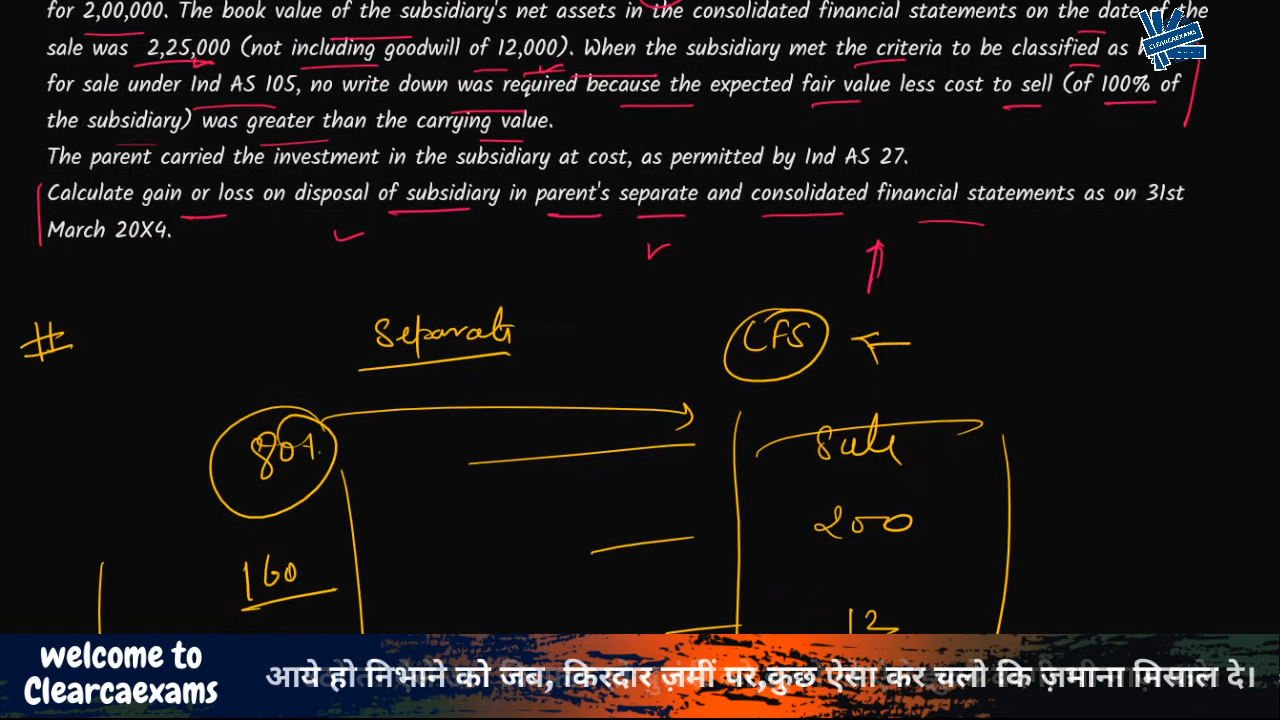 for 2,00,000. The book value of the subsidiary's net assets in the consolidated financial statements on the date of the
CLEARCAEXAMS
sale was 2,25,000 (not including goodwill of 12,000). When the subsidiary met the criteria to be classified as
for sale under Ind AS 105, no write down was required because the expected fair value less cost to sell (of 100% of
the subsidiary) was greater than the carrying value.
The parent carried the investment in the subsidiary at cost, as permitted by Ind AS 27.
Calculate gain or loss on disposal of subsidiary in parent's separate and consolidated financial statements as on 31st
March 20X4.
# Separate CFS
80%. Sale
200
160
12
welcome to
Clearcaexams
आये हो निभाने को जब, किरदार ज़मीं पर,कुछ ऐसा कर चलो कि ज़माना मिसाल दे।